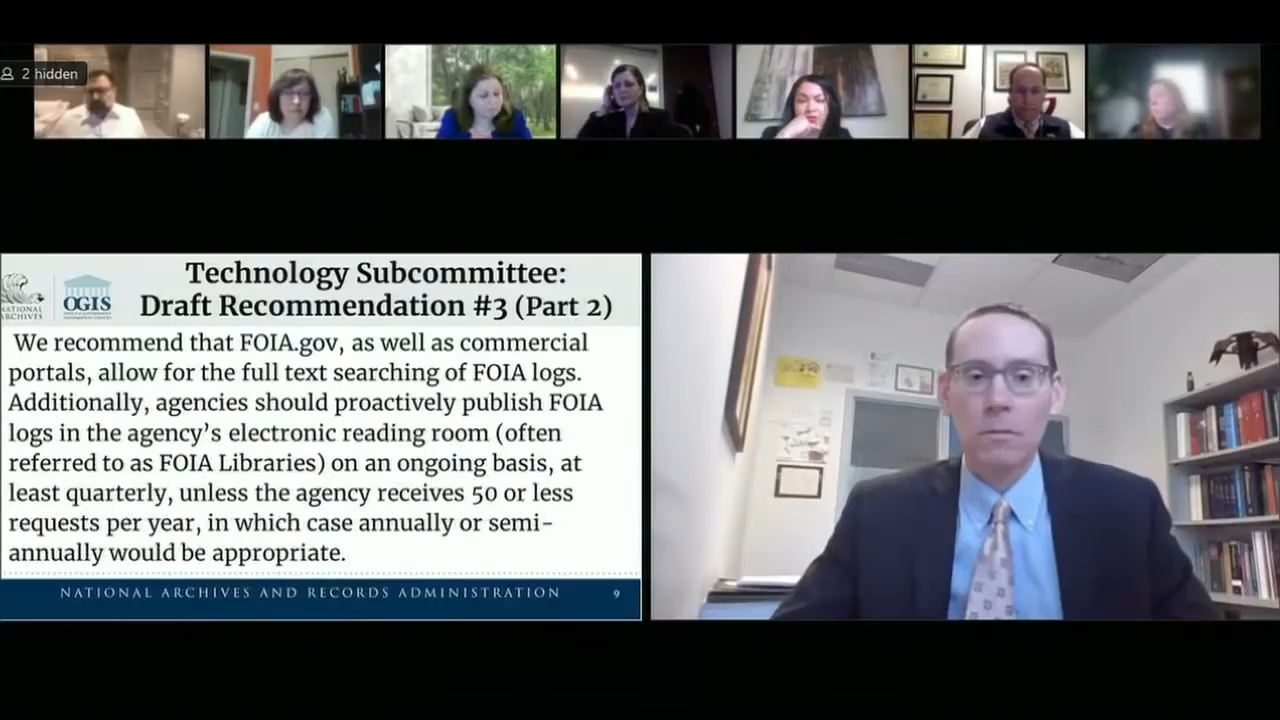 2 hidden
Technology Subcommittee:
Draft Recommendation #3 (Part 2)
NATIONAL
ARCHIVES
OGIS
We recommend that FOIA.gov, as well as commercial
portals, allow for the full text searching of FOIA logs.
Additionally, agencies should proactively publish FOIA
logs in the agency's electronic reading room (often
referred to as FOIA Libraries) on an ongoing basis, at
least quarterly, unless the agency receives 50 or less
requests per year, in which case annually or semi-
annually would be appropriate.
NATIONAL ARCHIVES AND RECORDS ADMINISTRATION
9